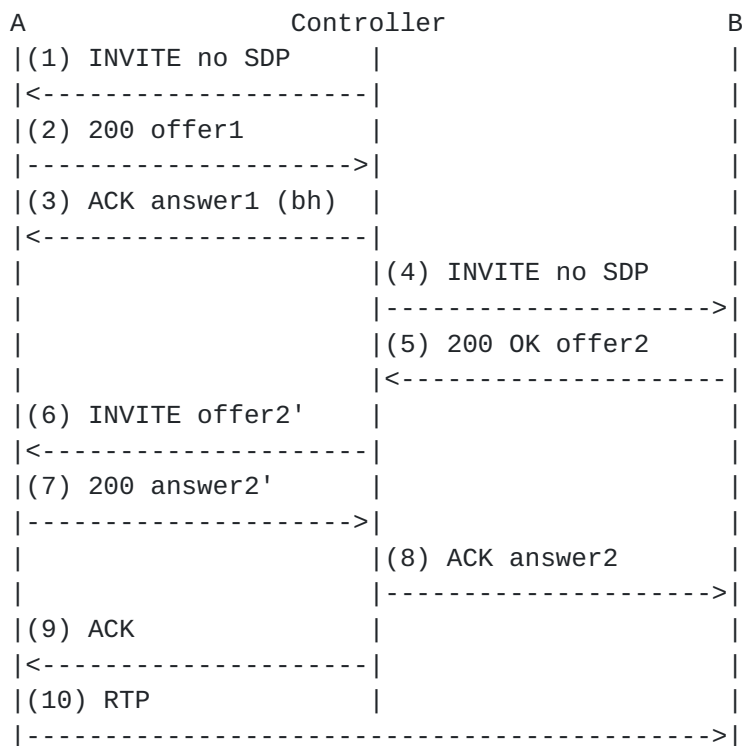 A                  Controller                   B
|(1) INVITE no SDP     |                       |
|<---------------------|                       |
|(2) 200 offer1        |                       |
|--------------------->|                       |
|(3) ACK answer1 (bh)  |                       |
|<---------------------|                       |
|                      |(4) INVITE no SDP      |
|                      |---------------------->|
|                      |(5) 200 OK offer2      |
|                      |<----------------------|
|(6) INVITE offer2'    |                       |
|<---------------------|                       |
|(7) 200 answer2'      |                       |
|--------------------->|                       |
|                      |(8) ACK answer2        |
|                      |---------------------->|
|(9) ACK               |                       |
|<---------------------|                       |
|(10) RTP              |                       |
|--------------------------------------------->|